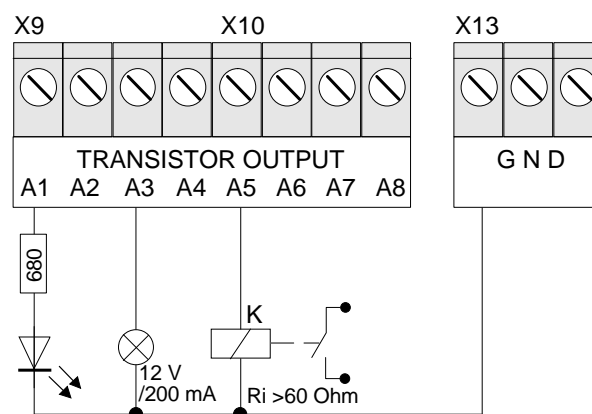 X9 X10 X13
TRANSISTOR OUTPUT G N D
A1 A2 A3 A4 A5 A6 A7 A8
680
K
12 V
/200 mA
Ri >60 Ohm